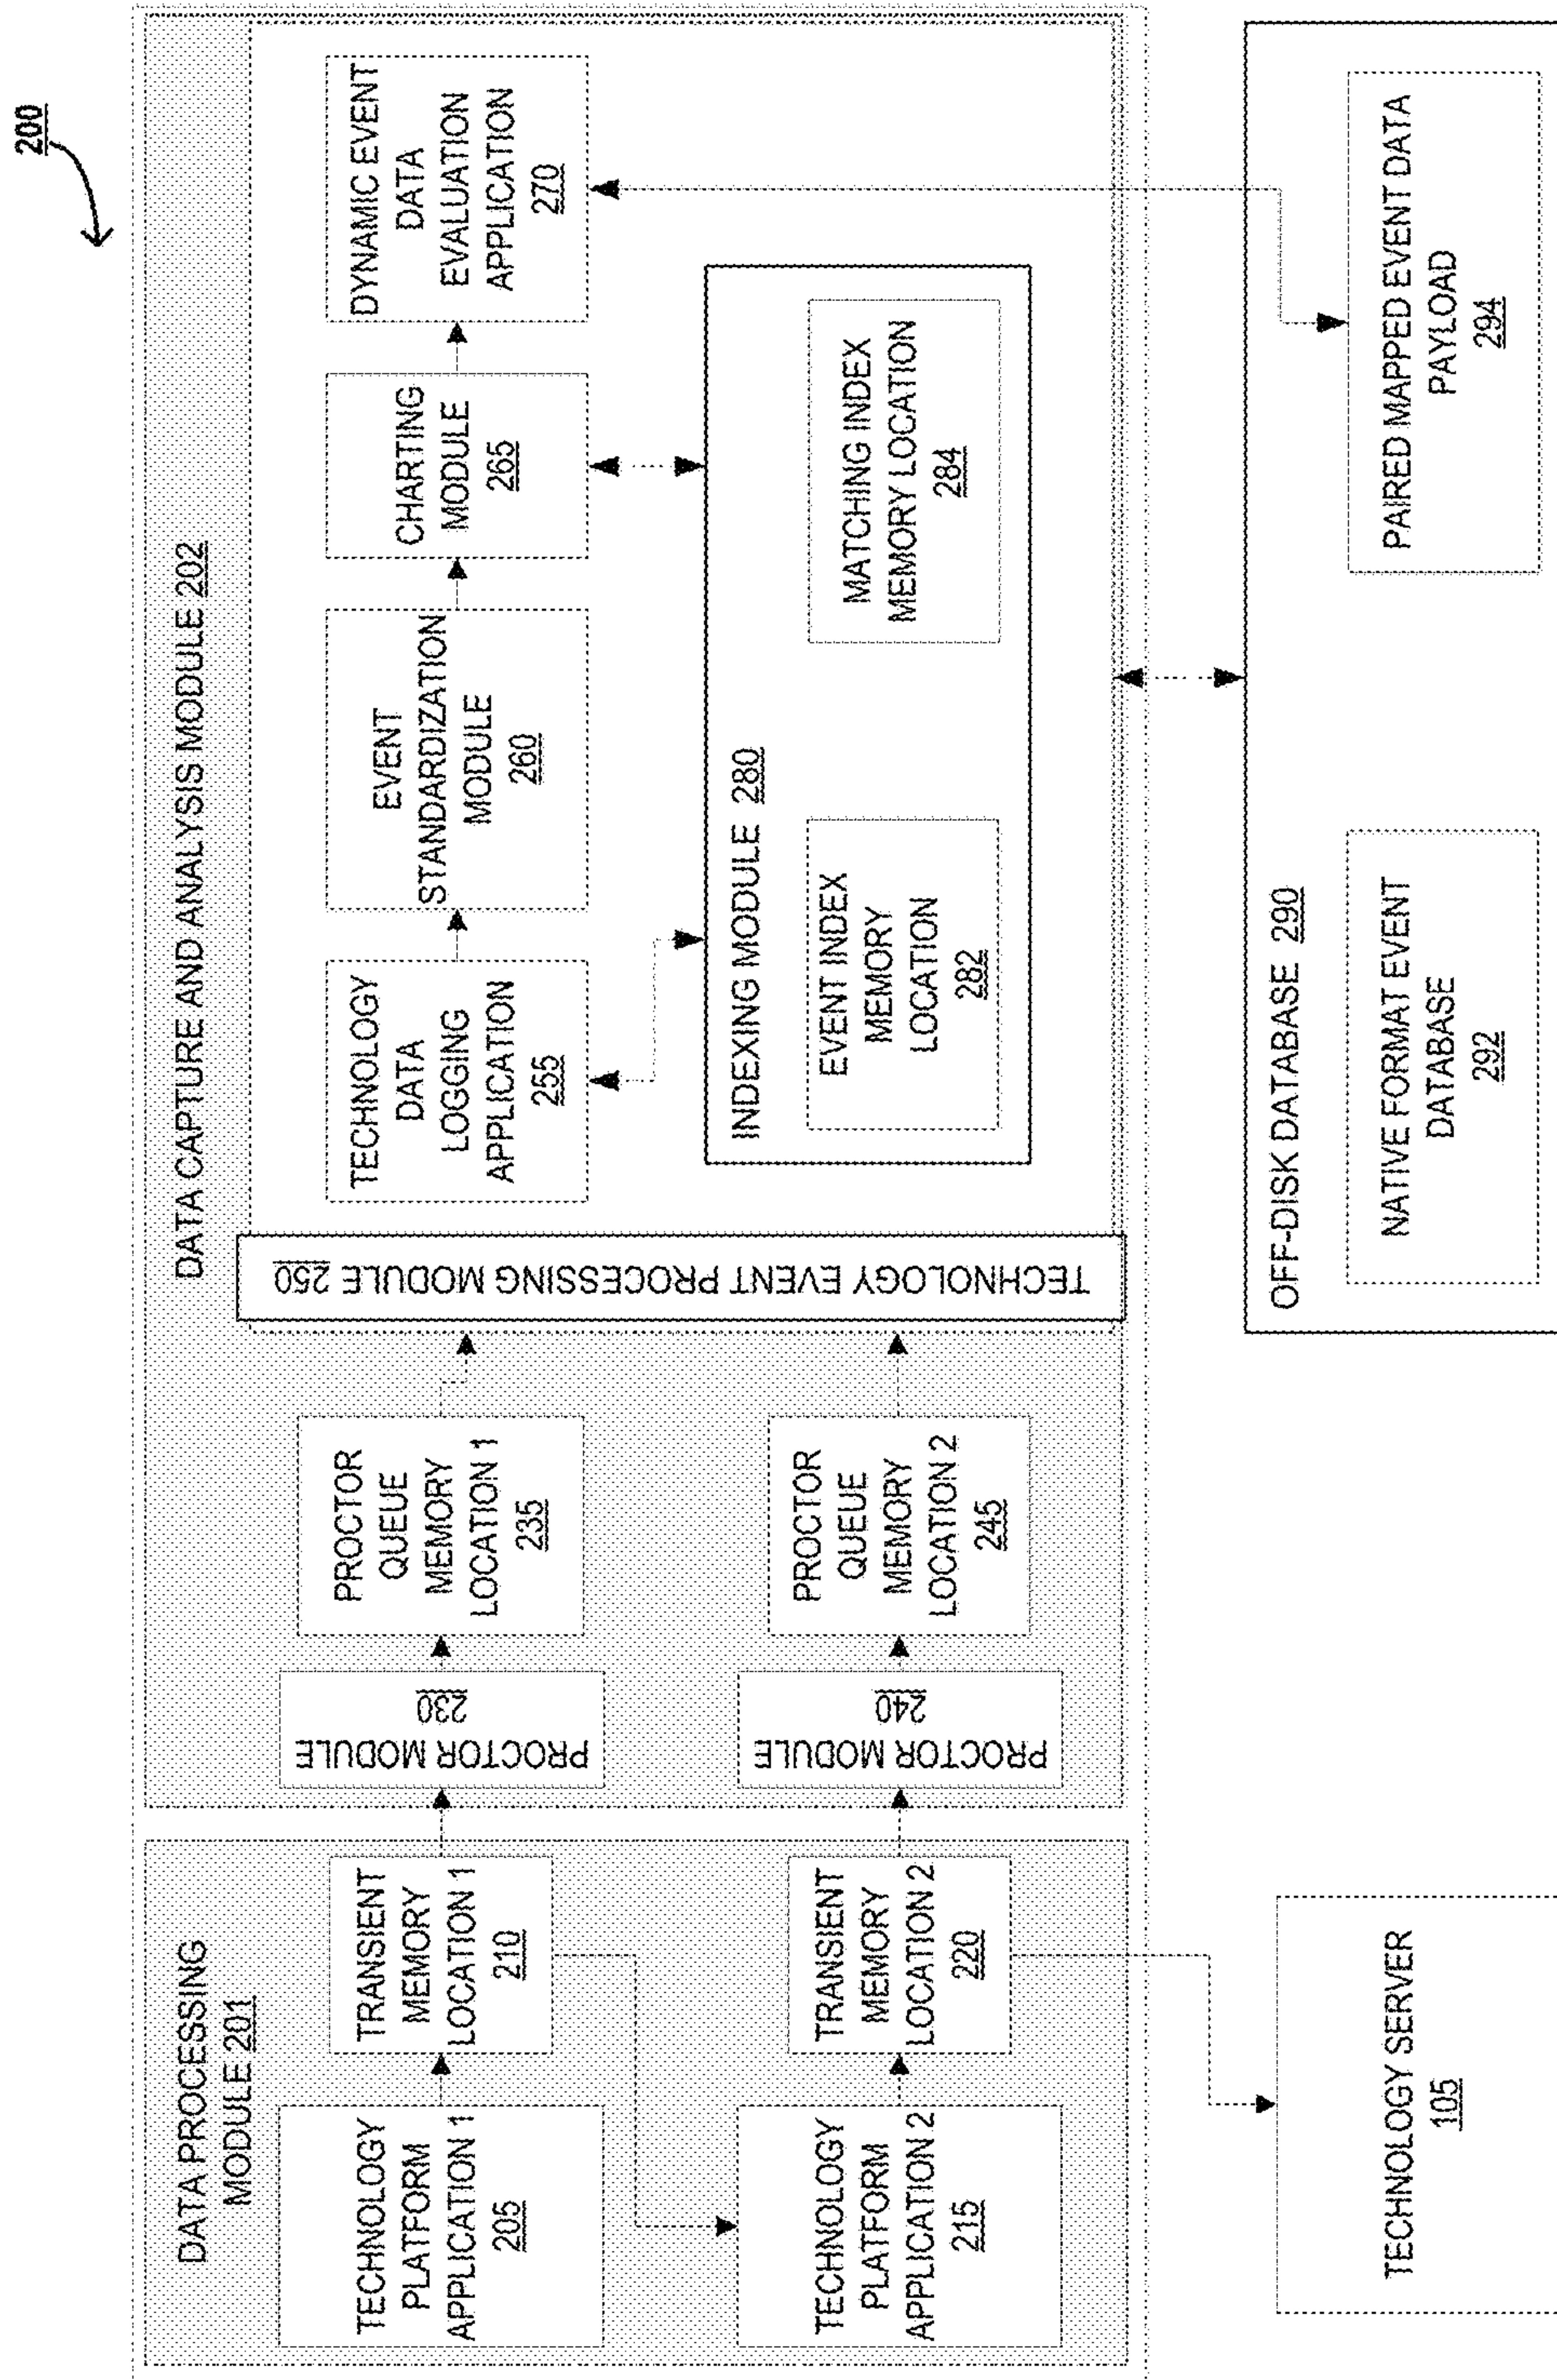 200
DATA PROCESSING
MODULE 201
TECHNOLOGY
PLATFORM
APPLICATION 1
205
TRANSIENT
MEMORY
LOCATION 1
210
TECHNOLOGY
PLATFORM
APPLICATION 2
215
TRANSIENT
MEMORY
LOCATION 2
220
DATA CAPTURE AND ANALYSIS MODULE 202
PROCTOR MODULE 230
PROCTOR
QUEUE
MEMORY
LOCATION 1
235
PROCTOR MODULE 240
PROCTOR
QUEUE
MEMORY
LOCATION 2
245
TECHNOLOGY EVENT PROCESSING MODULE 250
TECHNOLOGY
DATA
LOGGING
APPLICATION
255
EVENT
STANDARDIZATION
MODULE
260
CHARTING
MODULE
265
DYNAMIC EVENT
DATA
EVALUATION
APPLICATION
270
INDEXING MODULE 280
EVENT INDEX
MEMORY
LOCATION
282
MATCHING INDEX
MEMORY LOCATION
284
TECHNOLOGY SERVER
105
OFF-DISK DATABASE 290
NATIVE FORMAT EVENT
DATABASE
292
PAIRED MAPPED EVENT DATA
PAYLOAD
294